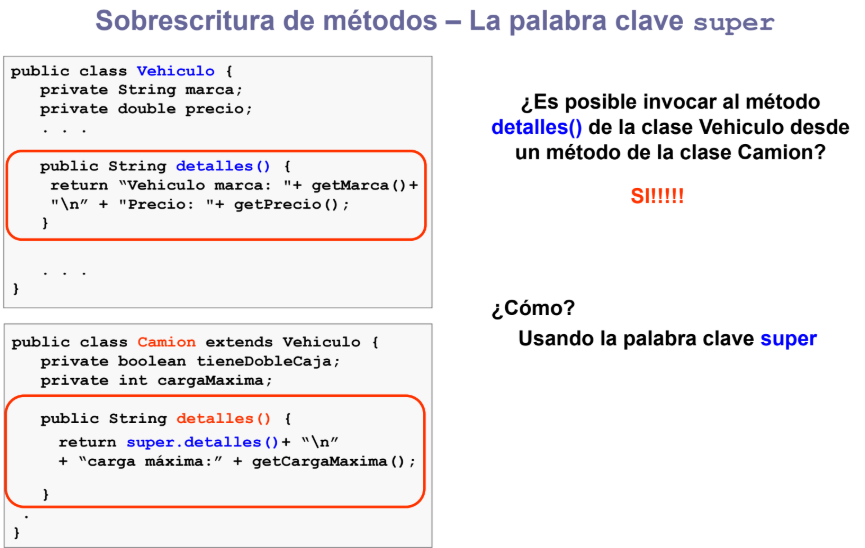 Sobrescritura de métodos – La palabra clave super
public class Vehiculo {
private String marca;
private double precio;
. . .
public String detalles() {
return “Vehiculo marca: "+ getMarca()+
"\n” + "Precio: "+ getPrecio();
}
. . .
}
¿Es posible invocar al método
detalles() de la clase Vehiculo desde
un método de la clase Camion?
SI!!!!!
¿Cómo?
Usando la palabra clave super
public class Camion extends Vehiculo {
private boolean tieneDobleCaja;
private int cargaMaxima;
public String detalles() {
return super.detalles()+ “\n”
+ “carga máxima:” + getCargaMaxima();
}
.
}